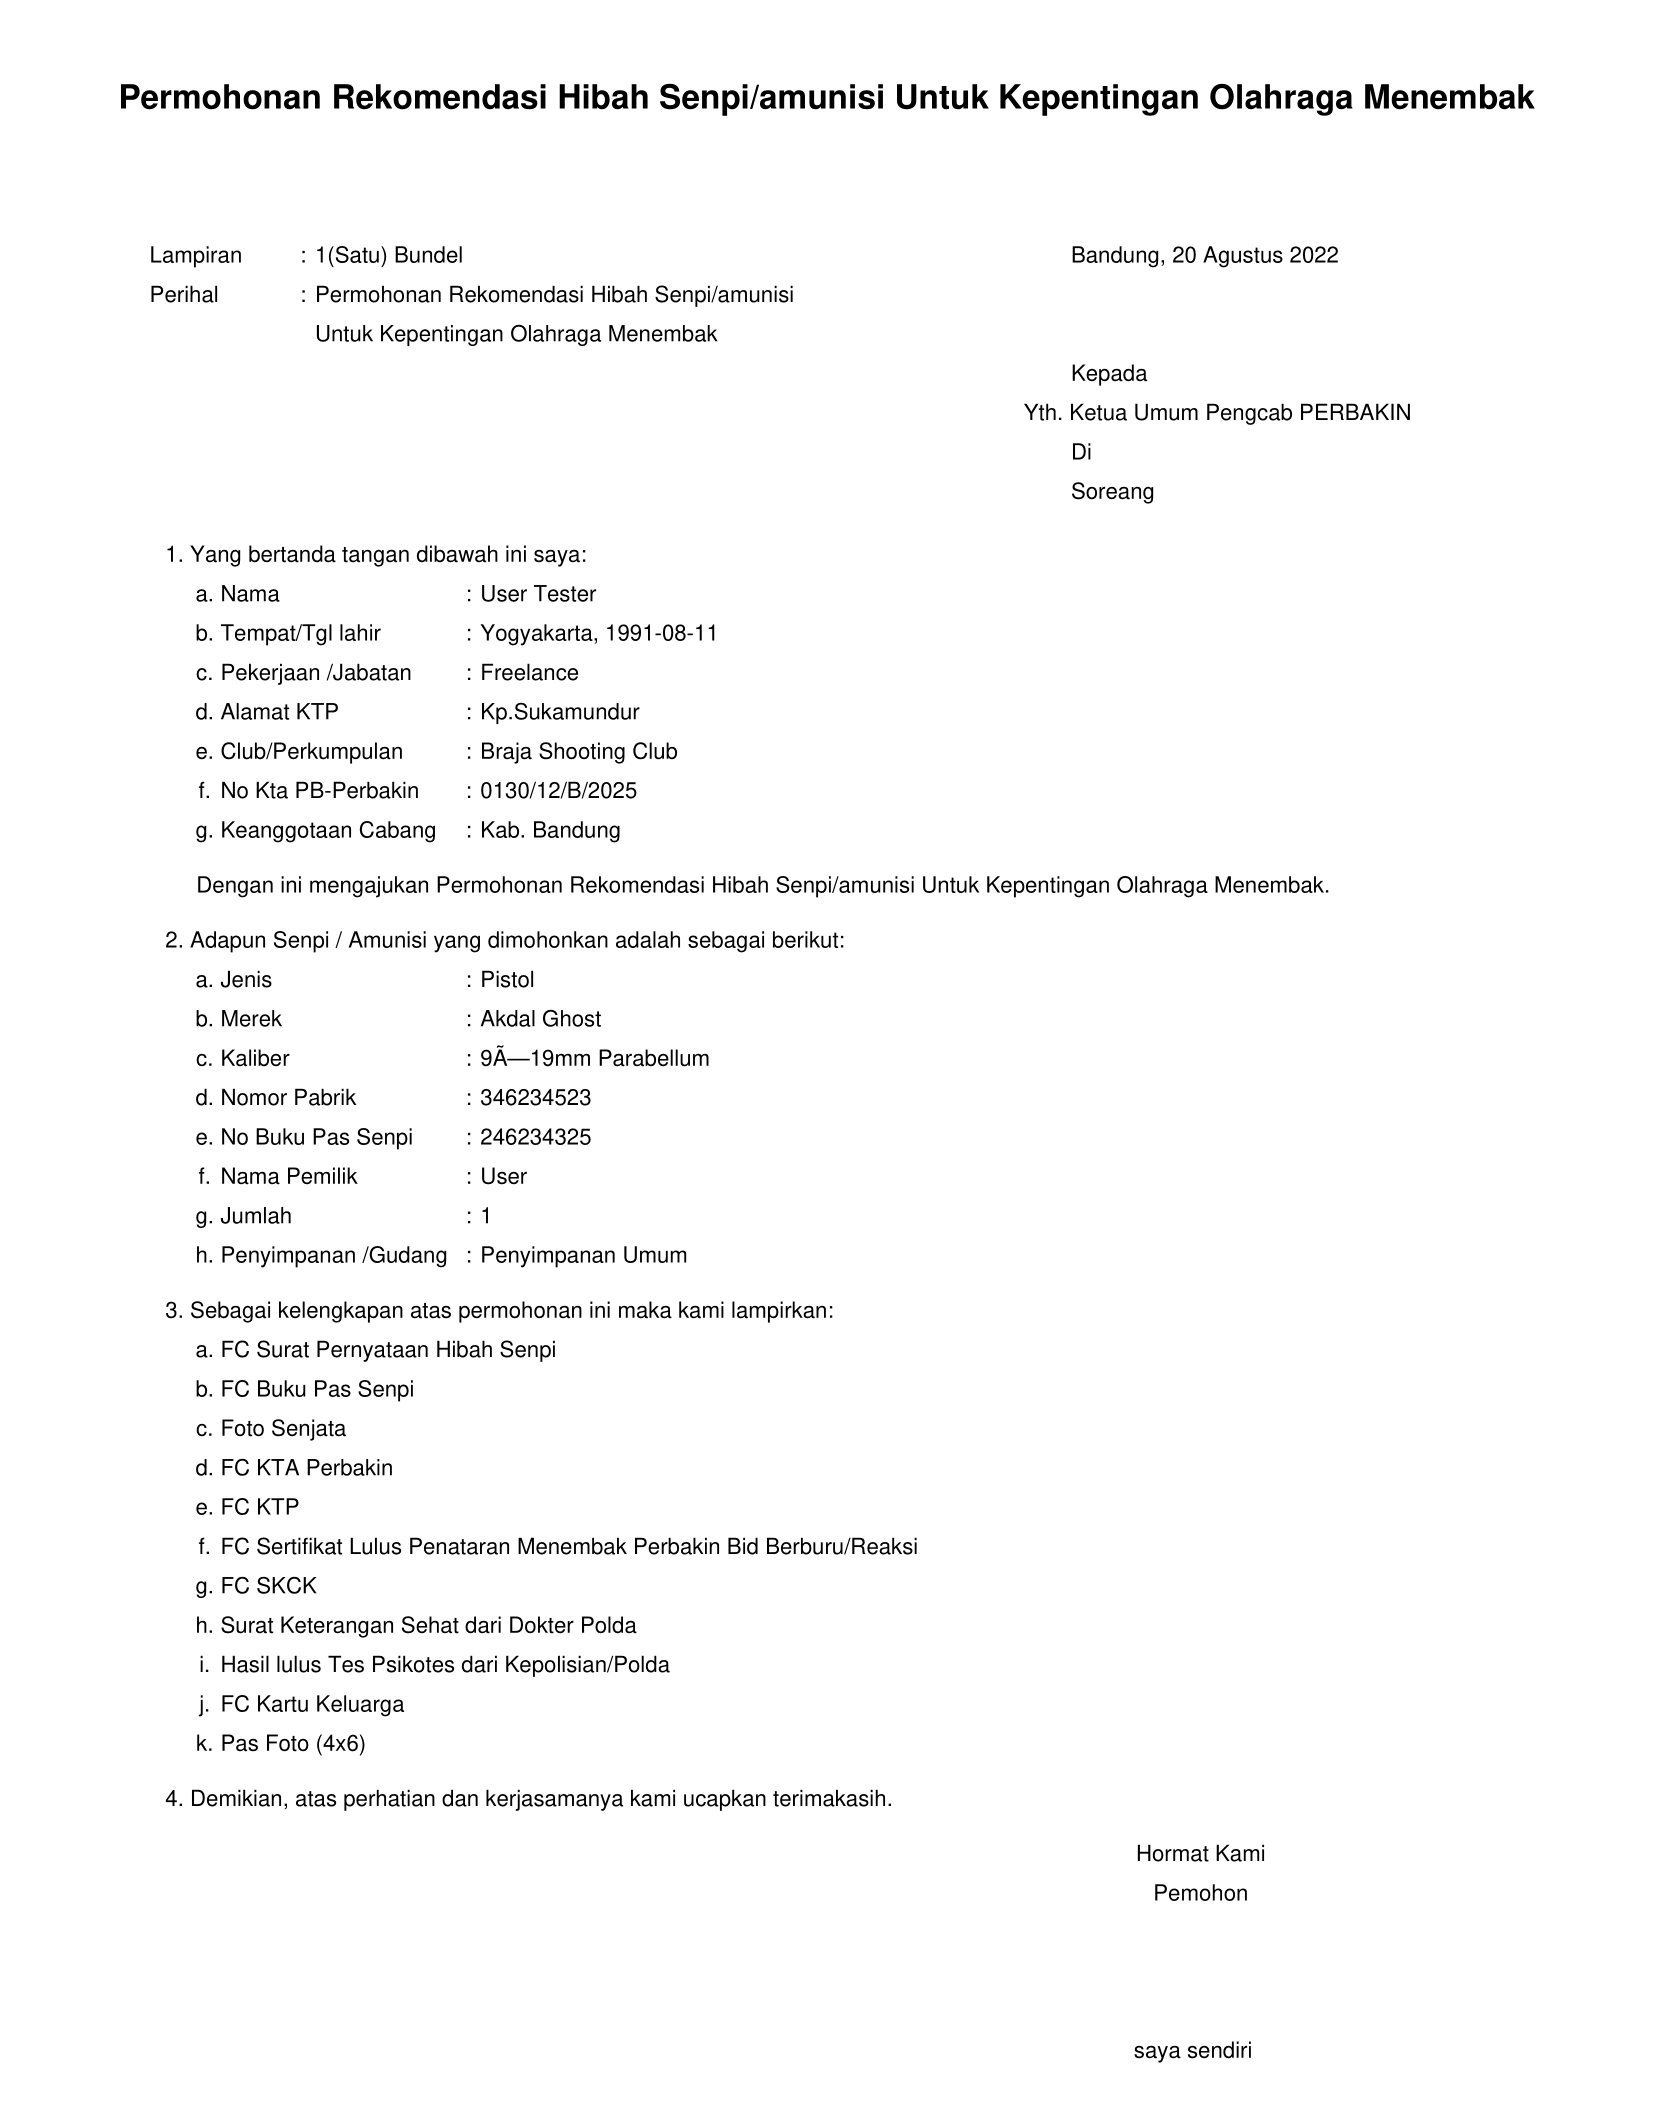 Permohonan Rekomendasi Hibah Senpi/amunisi Untuk Kepentingan Olahraga Menembak
Lampiran : 1(Satu) Bundel Bandung, 20 Agustus 2022
Perihal : Permohonan Rekomendasi Hibah Senpi/amunisi
Untuk Kepentingan Olahraga Menembak
Kepada
Yth. Ketua Umum Pengcab PERBAKIN
Di
Soreang
1. Yang bertanda tangan dibawah ini saya:
a. Nama : User Tester
b. Tempat/Tgl lahir : Yogyakarta, 1991-08-11
c. Pekerjaan /Jabatan : Freelance
d. Alamat KTP : Kp.Sukamundur
e. Club/Perkumpulan : Braja Shooting Club
f. No Kta PB-Perbakin : 0130/12/B/2025
g. Keanggotaan Cabang : Kab. Bandung
Dengan ini mengajukan Permohonan Rekomendasi Hibah Senpi/amunisi Untuk Kepentingan Olahraga Menembak.
2. Adapun Senpi / Amunisi yang dimohonkan adalah sebagai berikut:
a. Jenis : Pistol
b. Merek : Akdal Ghost
c. Kaliber : 9Ã—19mm Parabellum
d. Nomor Pabrik : 346234523
e. No Buku Pas Senpi : 246234325
f. Nama Pemilik : User
g. Jumlah : 1
h. Penyimpanan /Gudang : Penyimpanan Umum
3. Sebagai kelengkapan atas permohonan ini maka kami lampirkan:
a. FC Surat Pernyataan Hibah Senpi
b. FC Buku Pas Senpi
c. Foto Senjata
d. FC KTA Perbakin
e. FC KTP
f. FC Sertifikat Lulus Penataran Menembak Perbakin Bid Berburu/Reaksi
g. FC SKCK
h. Surat Keterangan Sehat dari Dokter Polda
i. Hasil lulus Tes Psikotes dari Kepolisian/Polda
j. FC Kartu Keluarga
k. Pas Foto (4x6)
4. Demikian, atas perhatian dan kerjasamanya kami ucapkan terimakasih.
Hormat Kami
Pemohon
saya sendiri